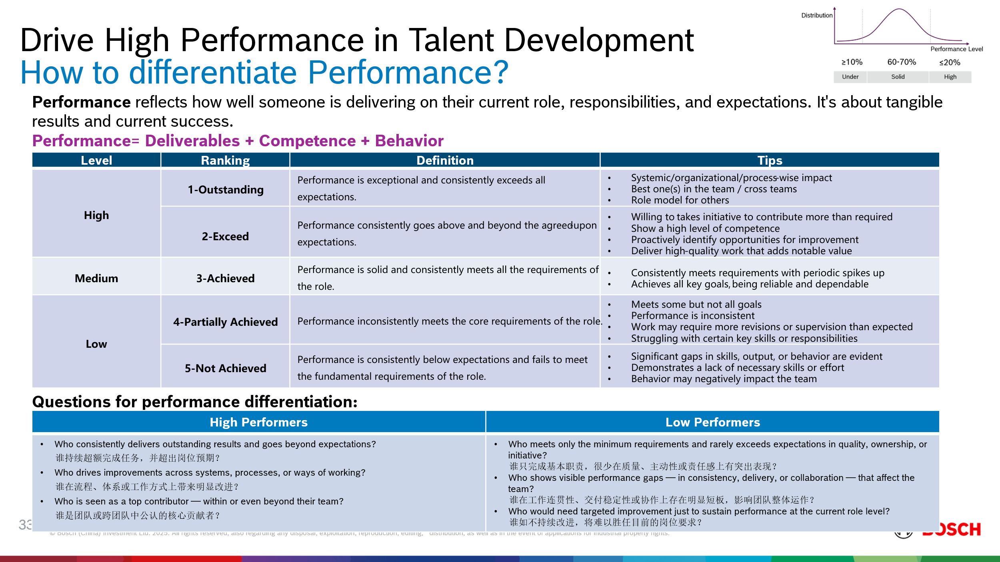 Distribution
Performance Level
≥10% 60-70% ≤20%
Under Solid High
Drive High Performance in Talent Development
How to differentiate Performance?
Performance reflects how well someone is delivering on their current role, responsibilities, and expectations. It's about tangible
results and current success.
Performance= Deliverables + Competence + Behavior
Level Ranking Definition Tips
High
1-Outstanding
Performance is exceptional and consistently exceeds all
expectations.
• Systemic/organizational/process-wise impact
• Best one(s) in the team / cross teams
• Role model for others
2-Exceed
Performance consistently goes above and beyond the agreed-upon
expectations.
• Willing to takes initiative to contribute more than required
• Show a high level of competence
• Proactively identify opportunities for improvement
• Deliver high-quality work that adds notable value
Medium
3-Achieved
Performance is solid and consistently meets all the requirements of
the role.
• Consistently meets requirements with periodic spikes up
• Achieves all key goals, being reliable and dependable
Low
4-Partially Achieved
Performance inconsistently meets the core requirements of the role.
• Meets some but not all goals
• Performance is inconsistent
• Work may require more revisions or supervision than expected
• Struggling with certain key skills or responsibilities
5-Not Achieved
Performance is consistently below expectations and fails to meet
the fundamental requirements of the role.
• Significant gaps in skills, output, or behavior are evident
• Demonstrates a lack of necessary skills or effort
• Behavior may negatively impact the team
Questions for performance differentiation:
High Performers
• Who consistently delivers outstanding results and goes beyond expectations?
谁持续超额完成任务，并超出岗位预期？
• Who drives improvements across systems, processes, or ways of working?
谁在流程、体系或工作方式上带来明显改进？
• Who is seen as a top contributor — within or even beyond their team?
谁是团队或跨团队中公认的核心贡献者？
Low Performers
• Who meets only the minimum requirements and rarely exceeds expectations in quality, ownership, or
initiative?
谁只完成基本职责，很少在质量、主动性或责任感上有突出表现？
• Who shows visible performance gaps — in consistency, delivery, or collaboration — that affect the
team?
谁在工作连贯性、交付稳定性或协作上存在明显短板，影响团队整体运作？
• Who would need targeted improvement just to sustain performance at the current role level?
谁如不持续改进，将难以胜任目前的岗位要求？
33
© Bosch (China) Investment Ltd. 2025. All rights reserved, also regarding any disposal, exploitation, reproduction, editing, distribution, as well as in the event of applications for industrial property rights.
BOSCH